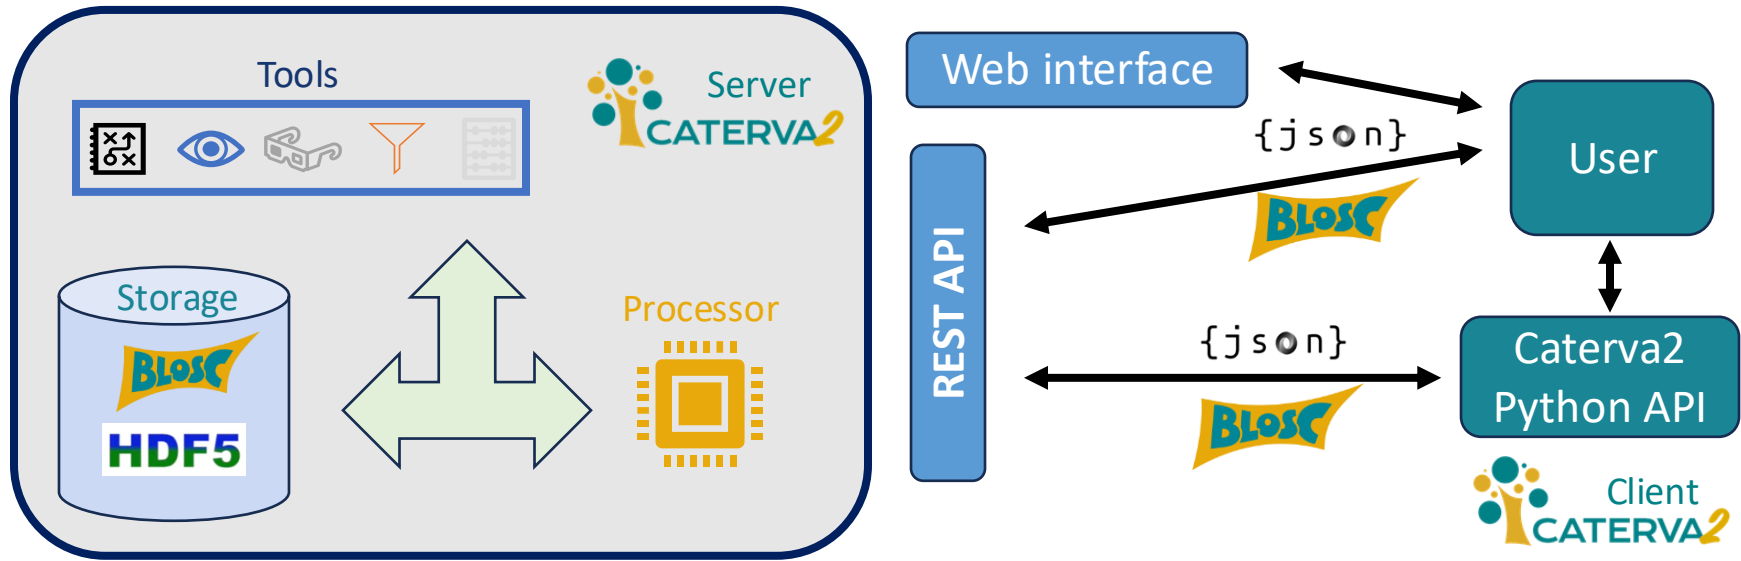 Tools
Server
CATERVA2
Storage
BLOSC
HDF5
Processor
Web interface
REST API
{json}
BLOSC
{json}
BLOSC
User
Caterva2
Python API
Client
CATERVA2